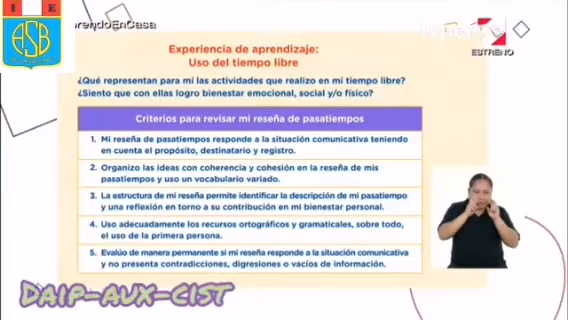 I E
ASB
prendoEnCasa
ESTRENO
Experiencia de aprendizaje:
Uso del tiempo libre
¿Qué representan para mí las actividades que realizo en mi tiempo libre?
¿Siento que con ellas logro bienestar emocional, social y/o físico?
Criterios para revisar mi reseña de pasatiempos
1. Mi reseña de pasatiempos responde a la situación comunicativa teniendo
en cuenta el propósito, destinatario y registro.
2. Organizo las ideas con coherencia y cohesión en la reseña de mis
pasatiempos y uso un vocabulario variado.
3. La estructura de mi reseña permite identificar la descripción de mi pasatiempo
y una reflexión en torno a su contribución en mi bienestar personal.
4. Uso adecuadamente los recursos ortográficos y gramaticales, sobre todo,
el uso de la primera persona.
5. Evalúo de manera permanente si mi reseña responde a la situación comunicativa
y no presenta contradicciones, digresiones o vacíos de información.
DAIP-AUX-CIST